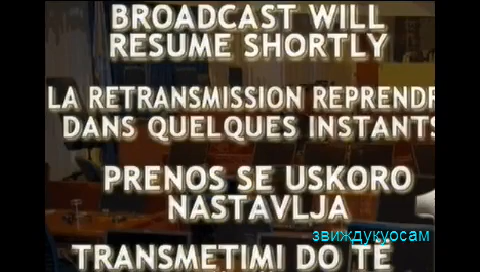 BROADCAST WILL
RESUME SHORTLY
LA RETRANSMISSION REPRENDR
DANS QUELQUES INSTANTS
PRENOS SE USKORO
NASTAVLJA
звиждукуосам
TRANSMETIMI DO TË